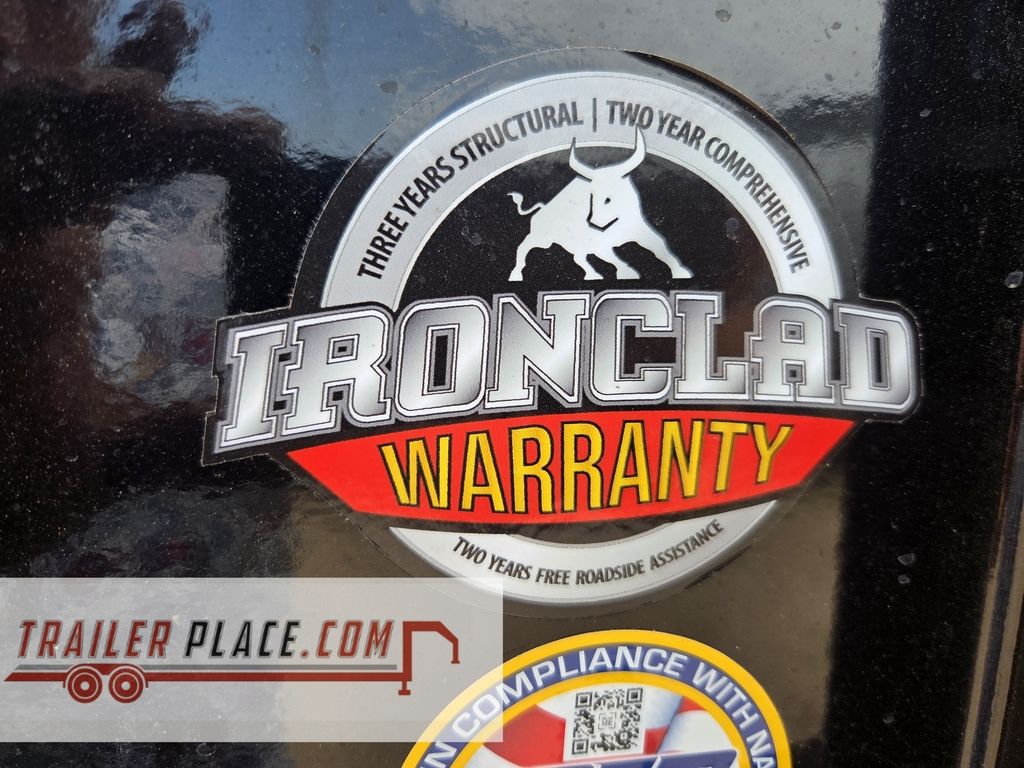 THREE YEARS STRUCTURAL | TWO YEAR COMPREHENSIVE
IRONCLAD
WARRANTY
TWO YEARS FREE ROADSIDE ASSISTANCE
TRAILER PLACE.COM
COMPLIANCE WITH